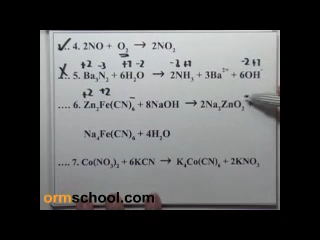 ✓ .... 4. 2NO + O₂ → 2NO₂
+2 -3 +1 -2 -3 +1 +2 -2 +1
X .... 5. Ba₃N₂ + 6H₂O → 2NH₃ + 3Ba²⁺ + 6OH⁻
+2 +2
.... 6. Zn₂Fe(CN)₆ + 8NaOH → 2Na₂ZnO₂
Na₄Fe(CN)₆ + 4H₂O
.... 7. Co(NO₃)₂ + 6KCN → K₄Co(CN)₆ + 2KNO₃
ormschool.com